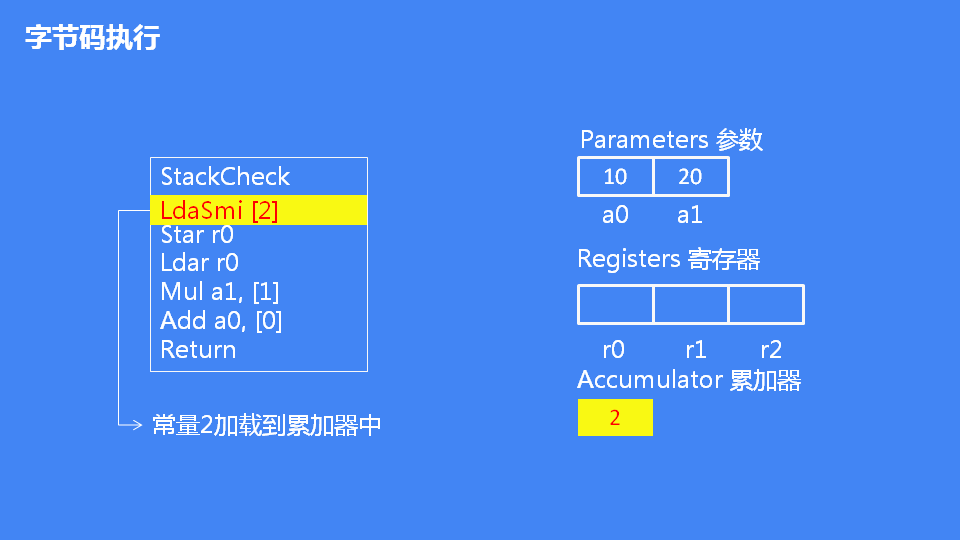 字节码执行
StackCheck
LdaSmi [2]
Star r0
Ldar r0
Mul a1, [1]
Add a0, [0]
Return
常量2加载到累加器中
Parameters 参数
10 20
a0 a1
Registers 寄存器
r0 r1 r2
Accumulator 累加器
2